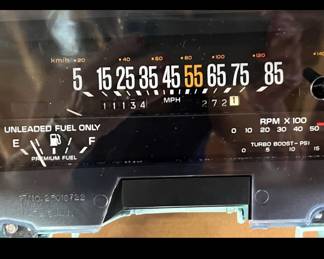 km/h 20 40 60 80 100 120
5 15 25 35 45 55 65 75 85
11134 MPH 272 1
UNLEADED FUEL ONLY
RPM X 100
0 10 20 30 40 50
E F
TURBO BOOST - PSI
PREMIUM FUEL
0 5 10 15